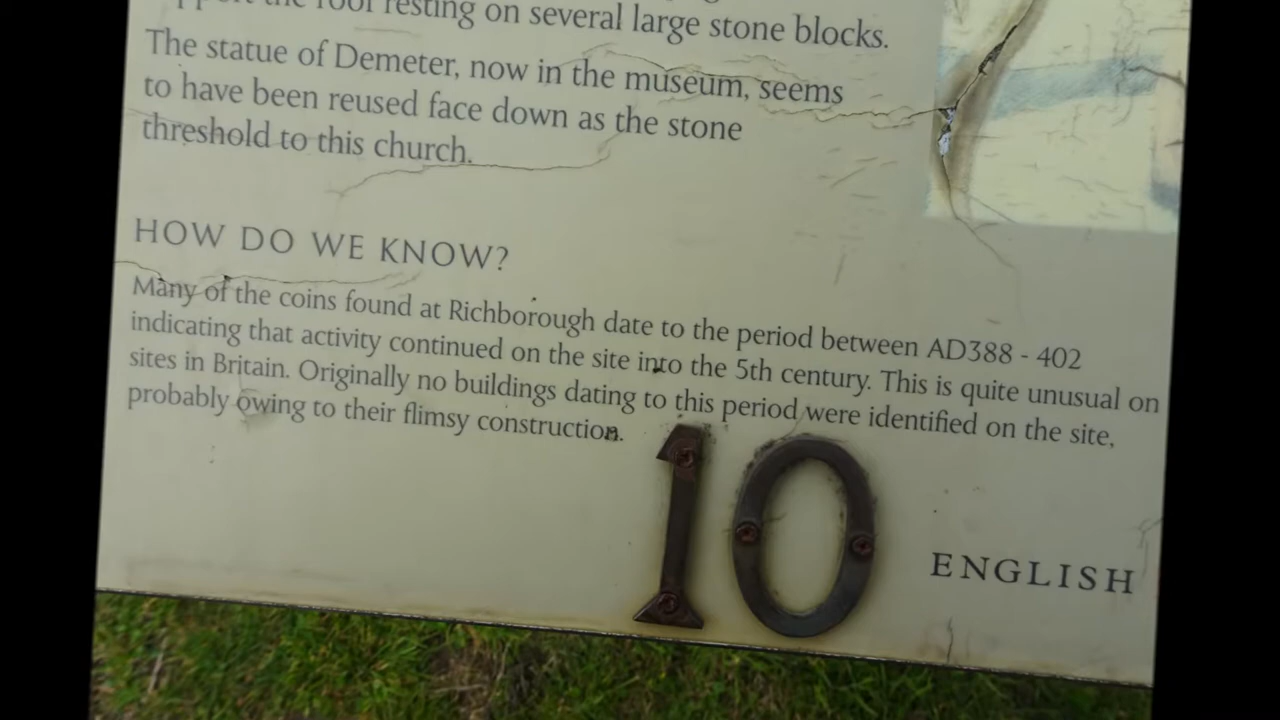 the roof resting on several large stone blocks.
The statue of Demeter, now in the museum, seems
to have been reused face down as the stone
threshold to this church.
HOW DO WE KNOW?
Many of the coins found at Richborough date to the period between AD388 - 402
indicating that activity continued on the site into the 5th century. This is quite unusual on
sites in Britain. Originally no buildings dating to this period were identified on the site,
probably owing to their flimsy construction.
10
ENGLISH